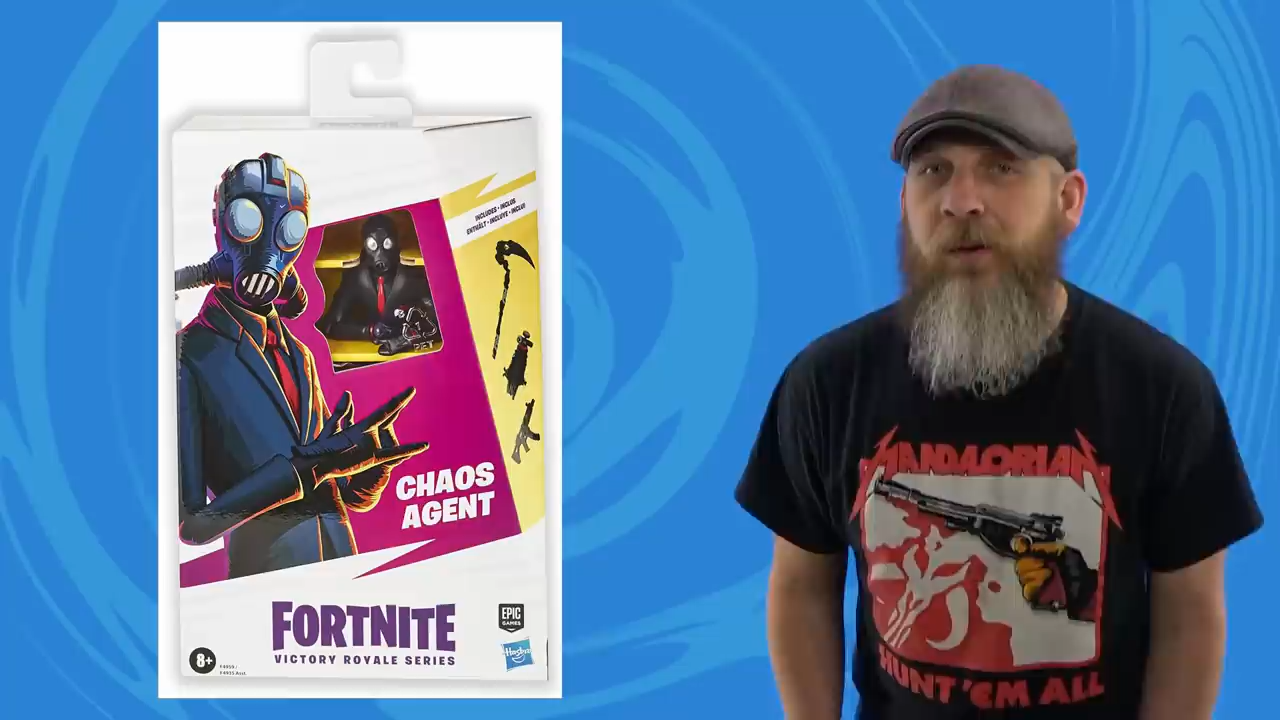 INCLUDES • INCLUS
ENTHÄLT • INCLUYE • INCLUI
CHAOS
AGENT
FORTNITE
VICTORY ROYALE SERIES
EPIC
GAMES
Hasbro
8+
MANDALORIAN
HUNT 'EM ALL